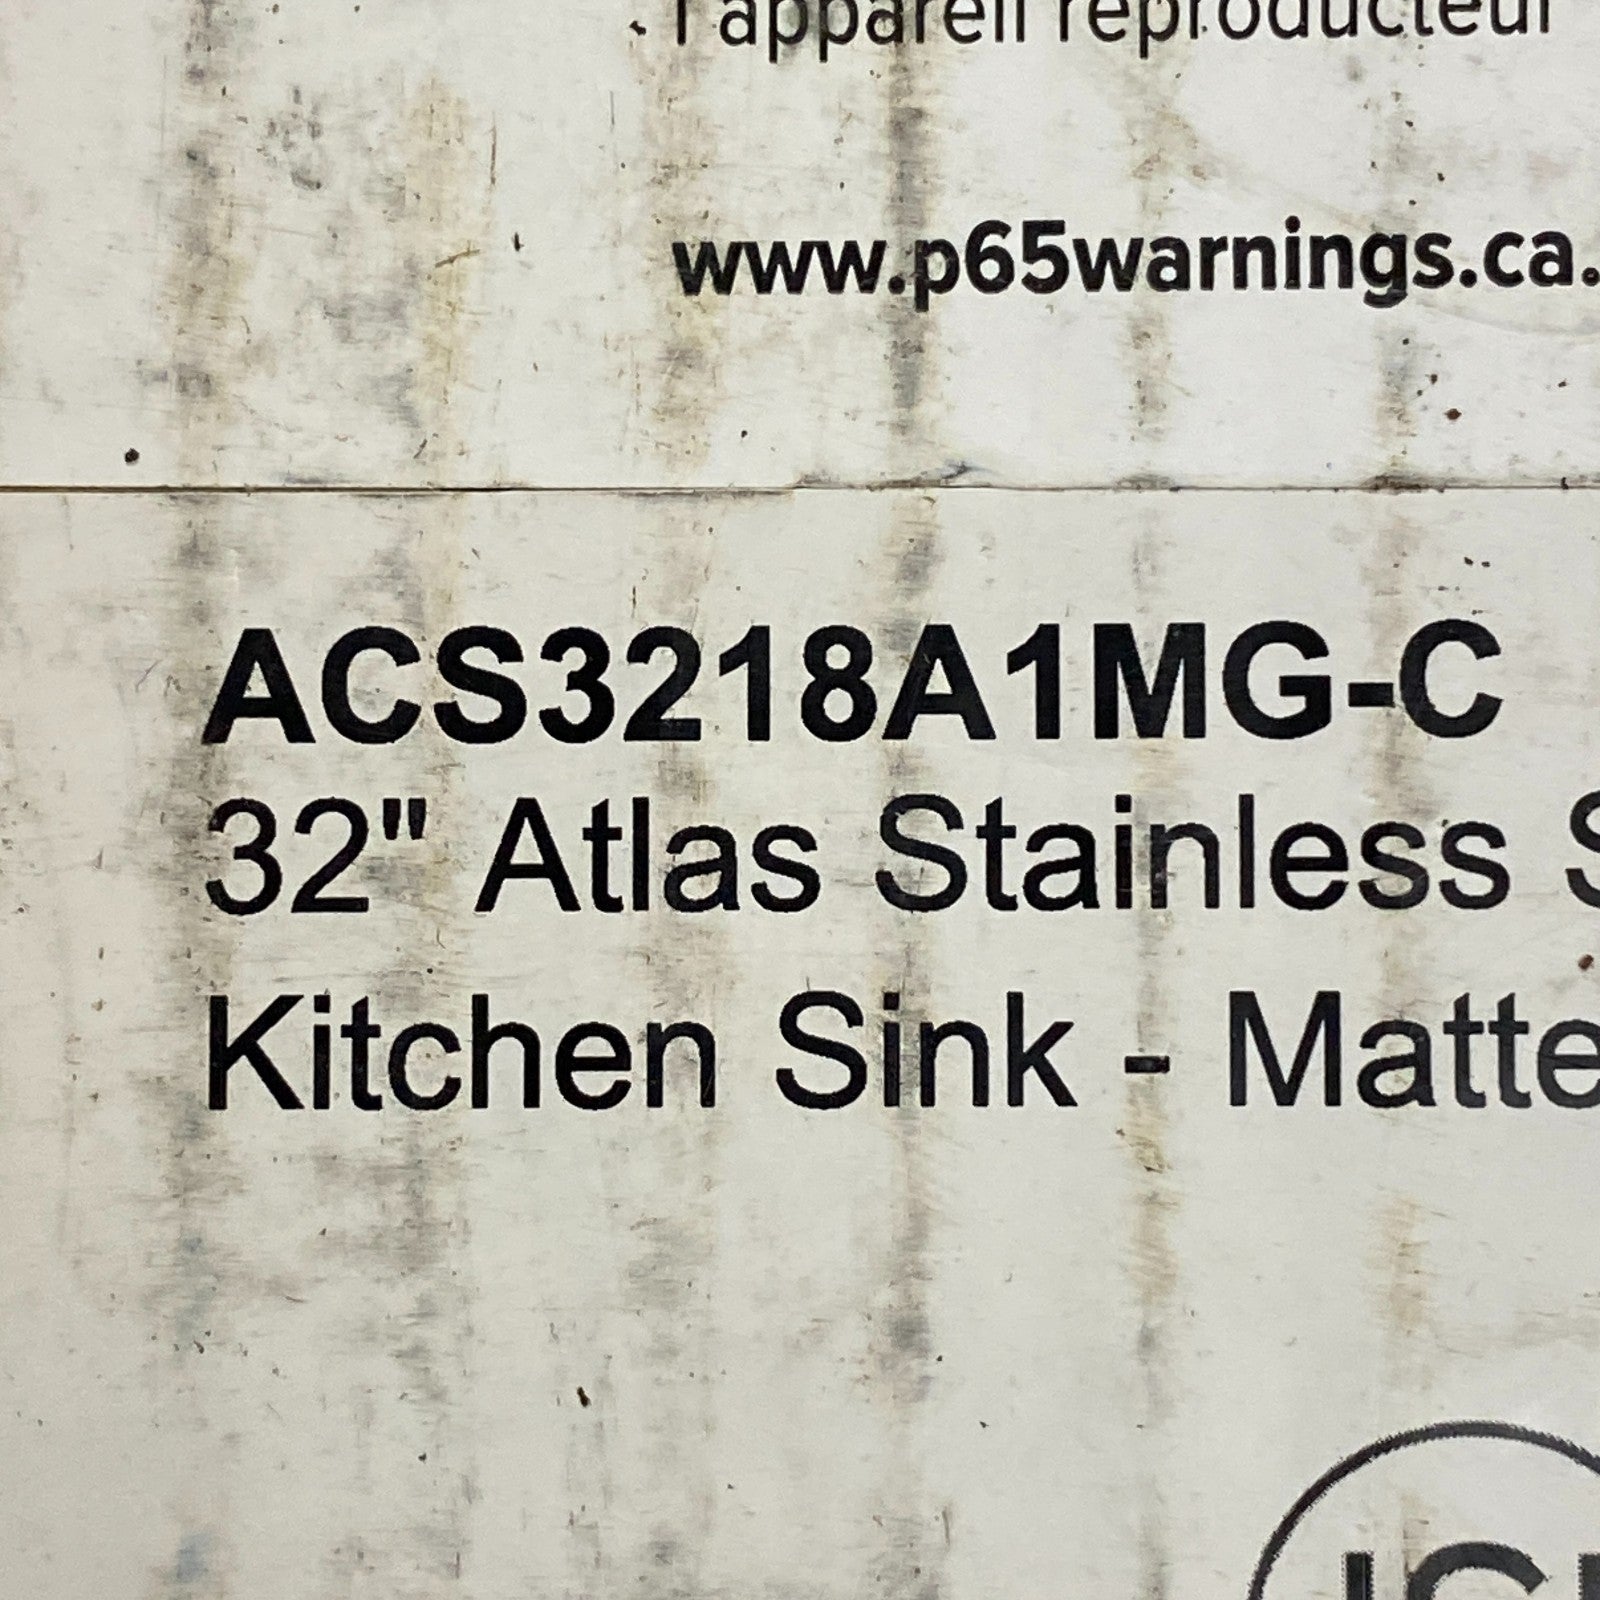 l'appareil reproducteur
www.p65warnings.ca.
ACS3218A1MG-C
32" Atlas Stainless S
Kitchen Sink - Matte